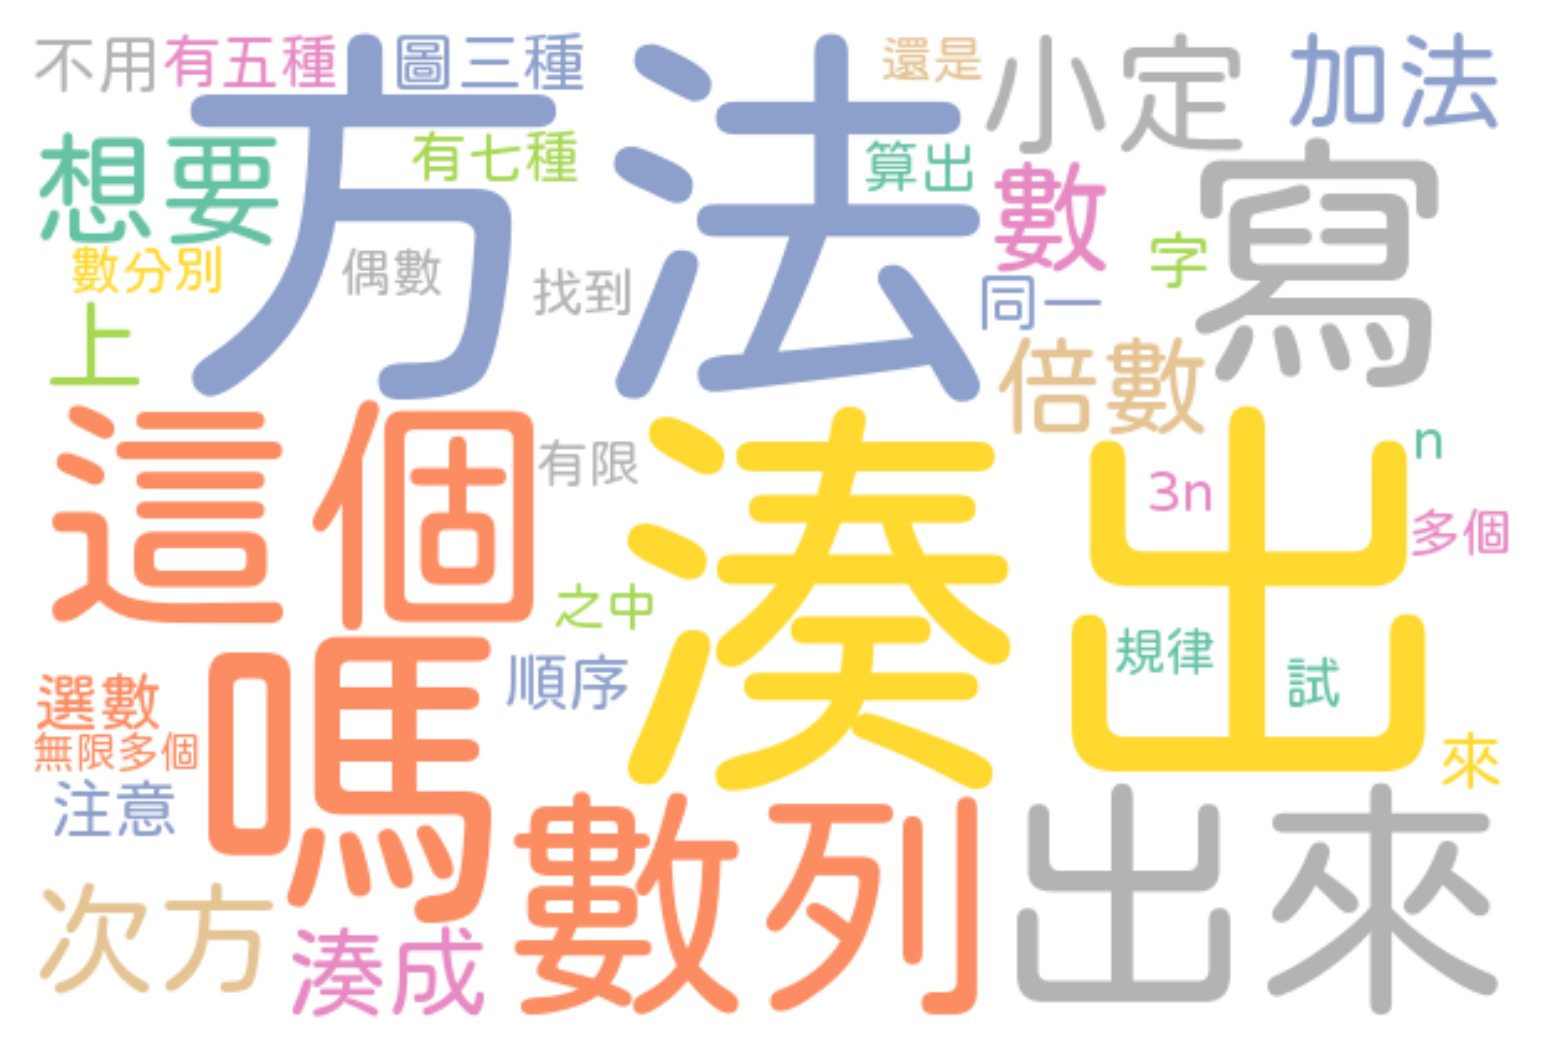 不用
有五種
圖三種
還是
小定
加法
方法
想要
有七種
算出
數
字
寫
數分別
偶數
找到
同一
上
倍數
這個
有限
湊出
n
3n
多個
之中
規律
試
順序
嗎
選數
無限多個
注意
來
數列
出來
次方
湊成